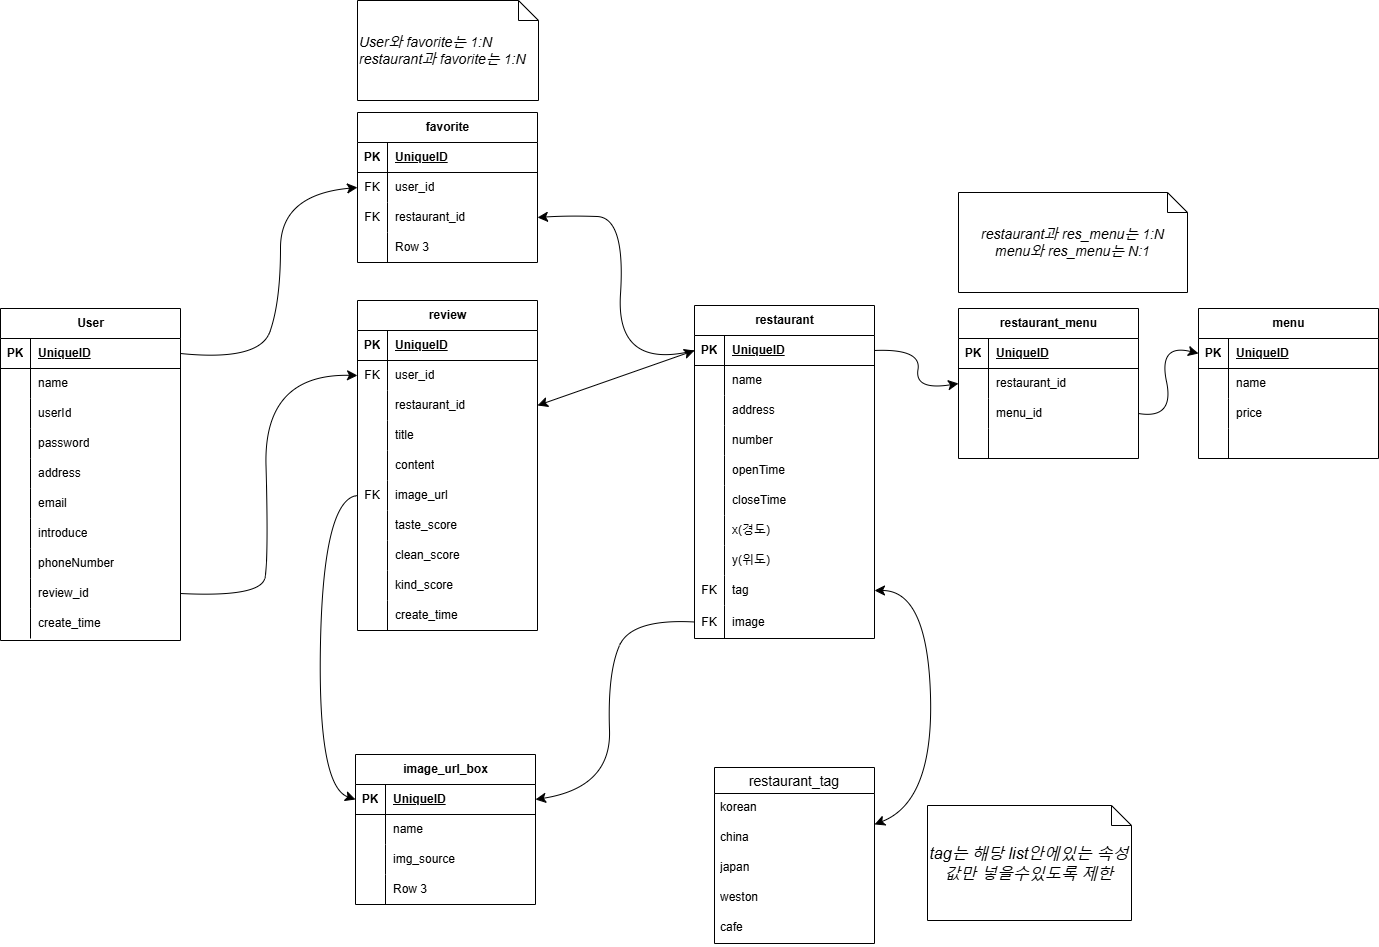 User와 favorite는 1:N
restaurant과 favorite는 1:N
favorite
PK UniqueID
FK user_id
FK restaurant_id
Row 3
restaurant과 res_menu는 1:N
menu와 res_menu는 N:1
User
PK UniqueID
name
userId
password
address
email
introduce
phoneNumber
review_id
create_time
review
PK UniqueID
FK user_id
restaurant_id
title
content
FK image_url
taste_score
clean_score
kind_score
create_time
restaurant
PK UniqueID
name
address
number
openTime
closeTime
x(경도)
y(위도)
FK tag
FK image
restaurant_menu
PK UniqueID
restaurant_id
menu_id
menu
PK UniqueID
name
price
image_url_box
PK UniqueID
name
img_source
Row 3
restaurant_tag
korean
china
japan
weston
cafe
tag는 해당 list안에있는 속성
값만 넣을수있도록 제한